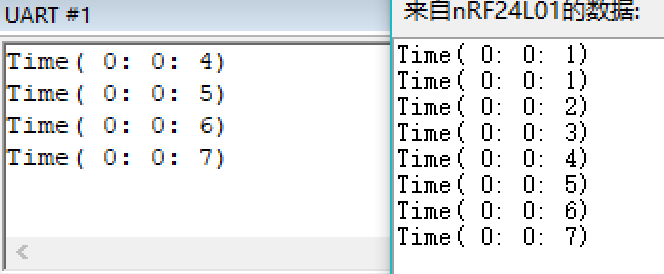 UART #1
Time( 0: 0: 4)
Time( 0: 0: 5)
Time( 0: 0: 6)
Time( 0: 0: 7)
来自nRF24L01的数据:
Time( 0: 0: 1)
Time( 0: 0: 1)
Time( 0: 0: 2)
Time( 0: 0: 3)
Time( 0: 0: 4)
Time( 0: 0: 5)
Time( 0: 0: 6)
Time( 0: 0: 7)